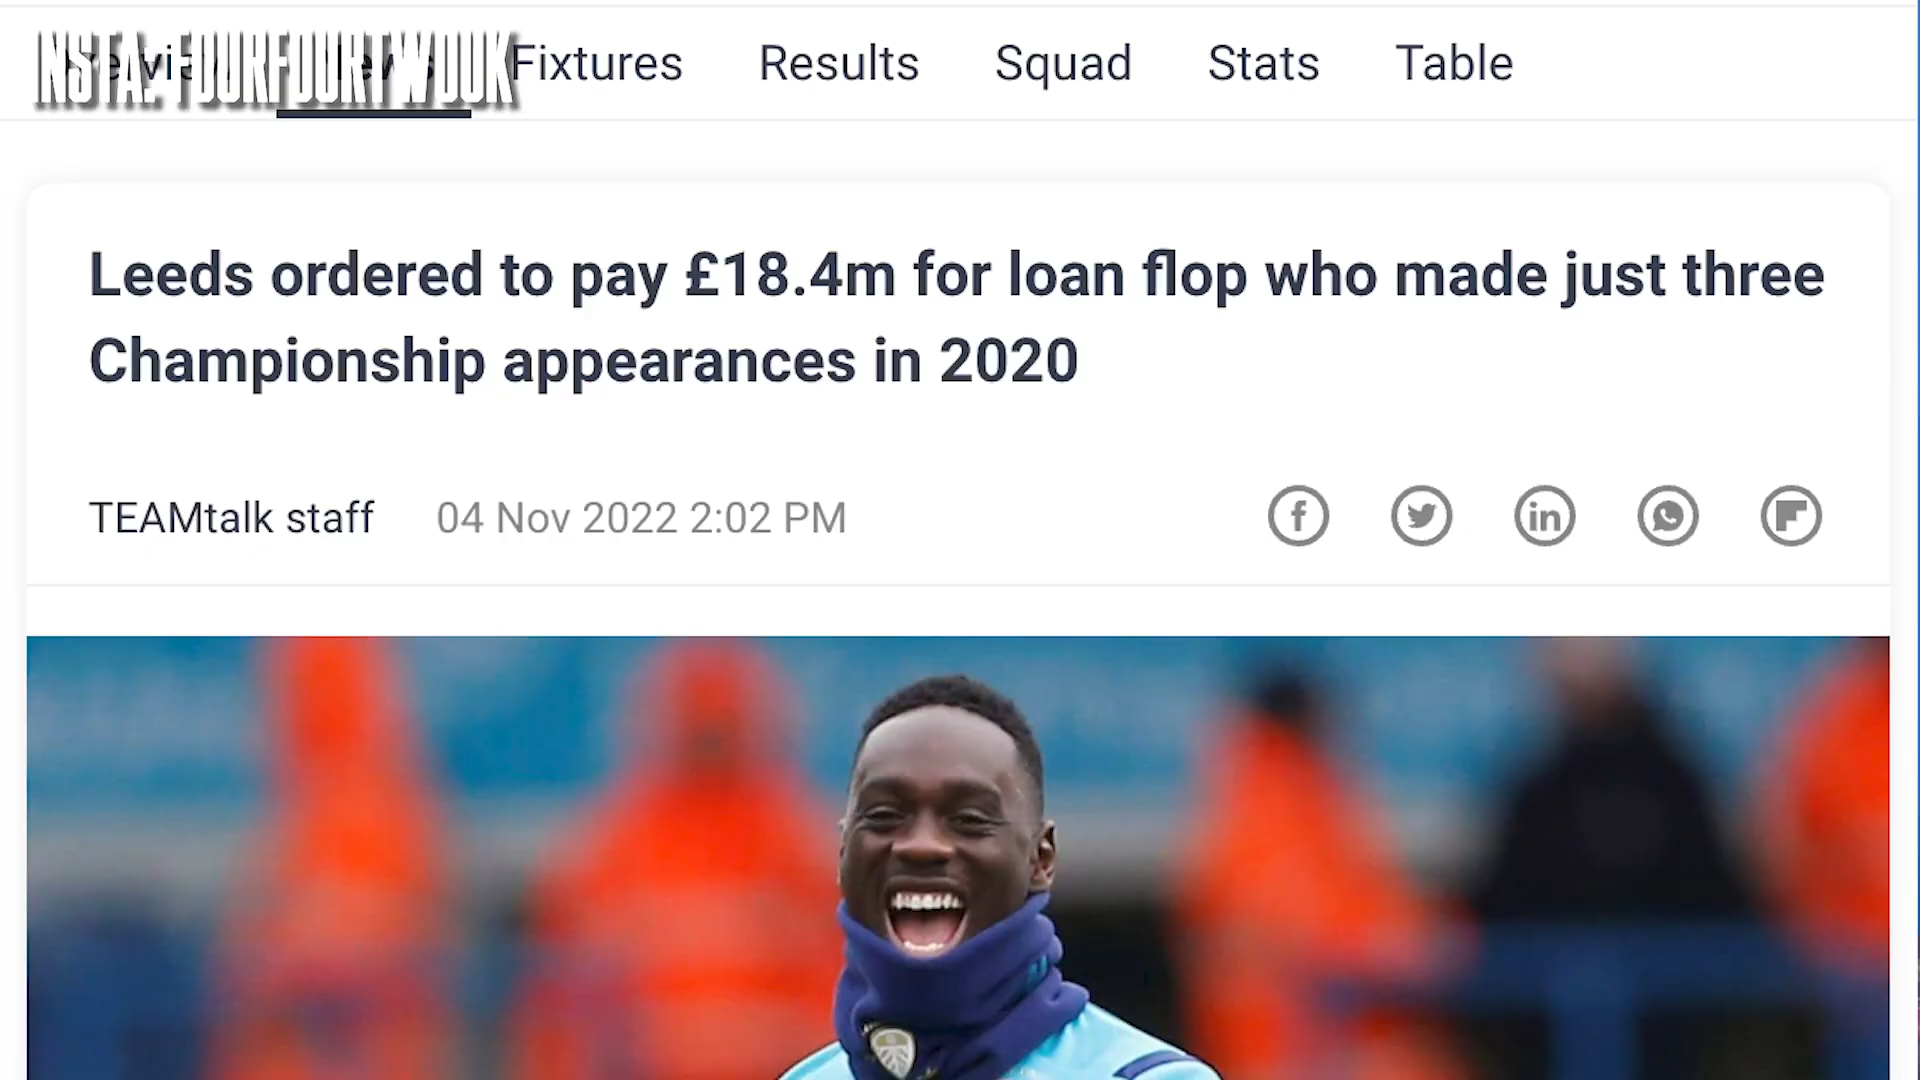 NSTA: FOURFOURTWOUK
Fixtures Results Squad Stats Table
Leeds ordered to pay £18.4m for loan flop who made just three
Championship appearances in 2020
TEAMtalk staff 04 Nov 2022 2:02 PM